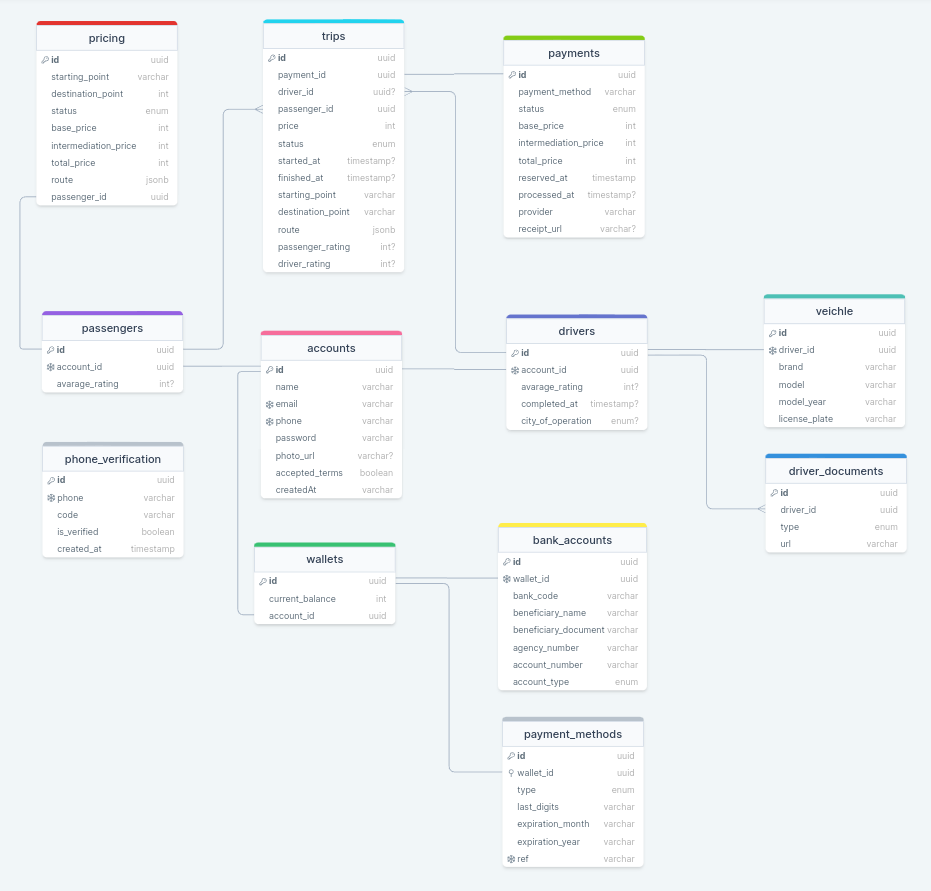 pricing
id uuid
starting_point varchar
destination_point int
status enum
base_price int
intermediation_price int
total_price int
route jsonb
passenger_id uuid
trips
id uuid
payment_id uuid
driver_id uuid?
passenger_id uuid
price int
status enum
started_at timestamp?
finished_at timestamp?
starting_point varchar
destination_point varchar
route jsonb
passenger_rating int?
driver_rating int?
payments
id uuid
payment_method varchar
status enum
base_price int
intermediation_price int
total_price int
reserved_at timestamp
processed_at timestamp?
provider varchar
receipt_url varchar?
passengers
id uuid
account_id uuid
avarage_rating int?
accounts
id uuid
name varchar
email varchar
phone varchar
password varchar
photo_url varchar?
accepted_terms boolean
createdAt varchar
drivers
id uuid
account_id uuid
avarage_rating int?
completed_at timestamp?
city_of_operation enum?
veichle
id uuid
driver_id uuid
brand varchar
model varchar
model_year varchar
license_plate varchar
phone_verification
id uuid
phone varchar
code varchar
is_verified boolean
created_at timestamp
driver_documents
id uuid
driver_id uuid
type enum
url varchar
wallets
id uuid
current_balance int
account_id uuid
bank_accounts
id uuid
wallet_id uuid
bank_code varchar
beneficiary_name varchar
beneficiary_document varchar
agency_number varchar
account_number varchar
account_type enum
payment_methods
id uuid
wallet_id uuid
type enum
last_digits varchar
expiration_month varchar
expiration_year varchar
ref varchar